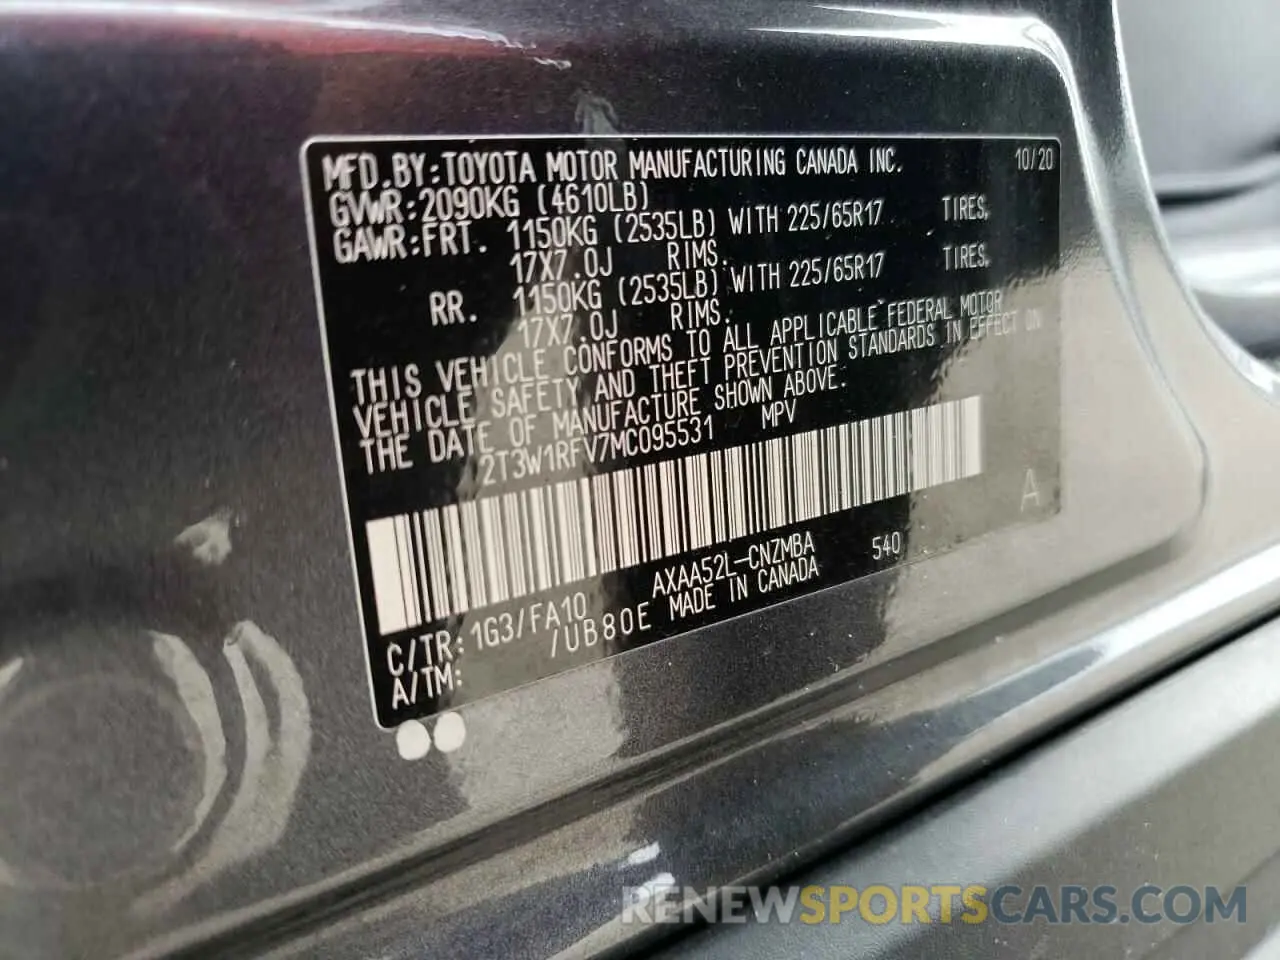 MFD.BY:TOYOTA MOTOR MANUFACTURING CANADA INC. 10/20
GVWR:2090KG (4610LB)
GAWR:FRT. 1150KG (2535LB) WITH 225/65R17 TIRES,
17X7.0J RIMS.
RR. 1150KG (2535LB) WITH 225/65R17 TIRES,
17X7.0J RIMS.
THIS VEHICLE CONFORMS TO ALL APPLICABLE FEDERAL MOTOR
VEHICLE SAFETY AND THEFT PREVENTION STANDARDS IN EFFECT ON
THE DATE OF MANUFACTURE SHOWN ABOVE.
2T3W1RFV7MC095531 MPV
A
AXAA52L-CNZMBA 540
C/TR:1G3/FA10 MADE IN CANADA
A/TM: /UB80E
RENEWSPORTSCARS.COM